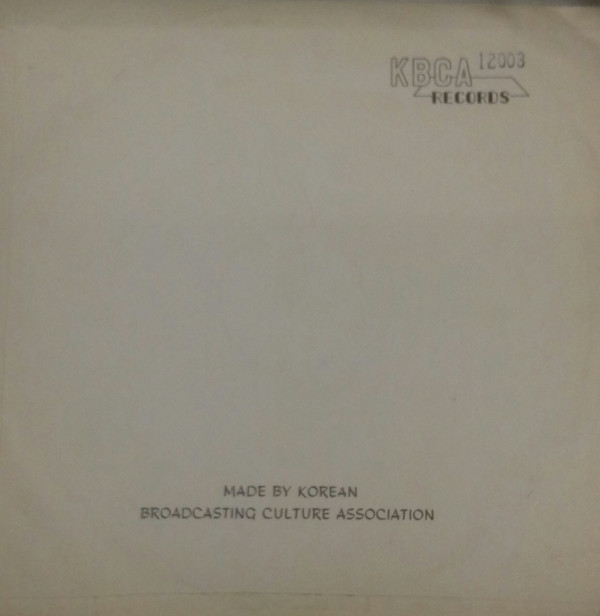 KBCA 12003
RECORDS
MADE BY KOREAN
BROADCASTING CULTURE ASSOCIATION